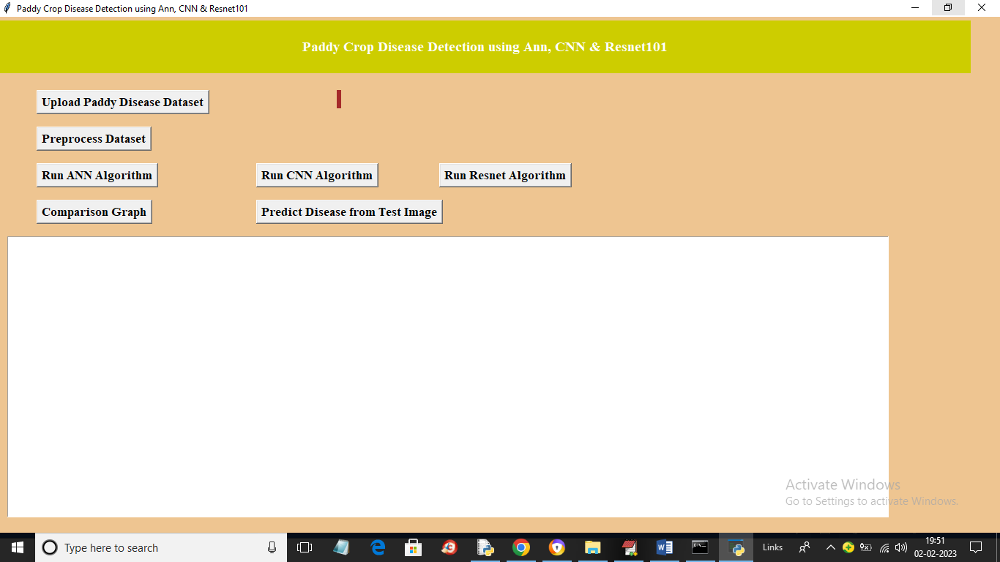 Paddy Crop Disease Detection using Ann, CNN & Resnet101
Paddy Crop Disease Detection using Ann, CNN & Resnet101
Upload Paddy Disease Dataset
Preprocess Dataset
Run ANN Algorithm Run CNN Algorithm Run Resnet Algorithm
Comparison Graph Predict Disease from Test Image
Activate Windows
Go to Settings to activate Windows.
Type here to search
Links
19:51
02-02-2023